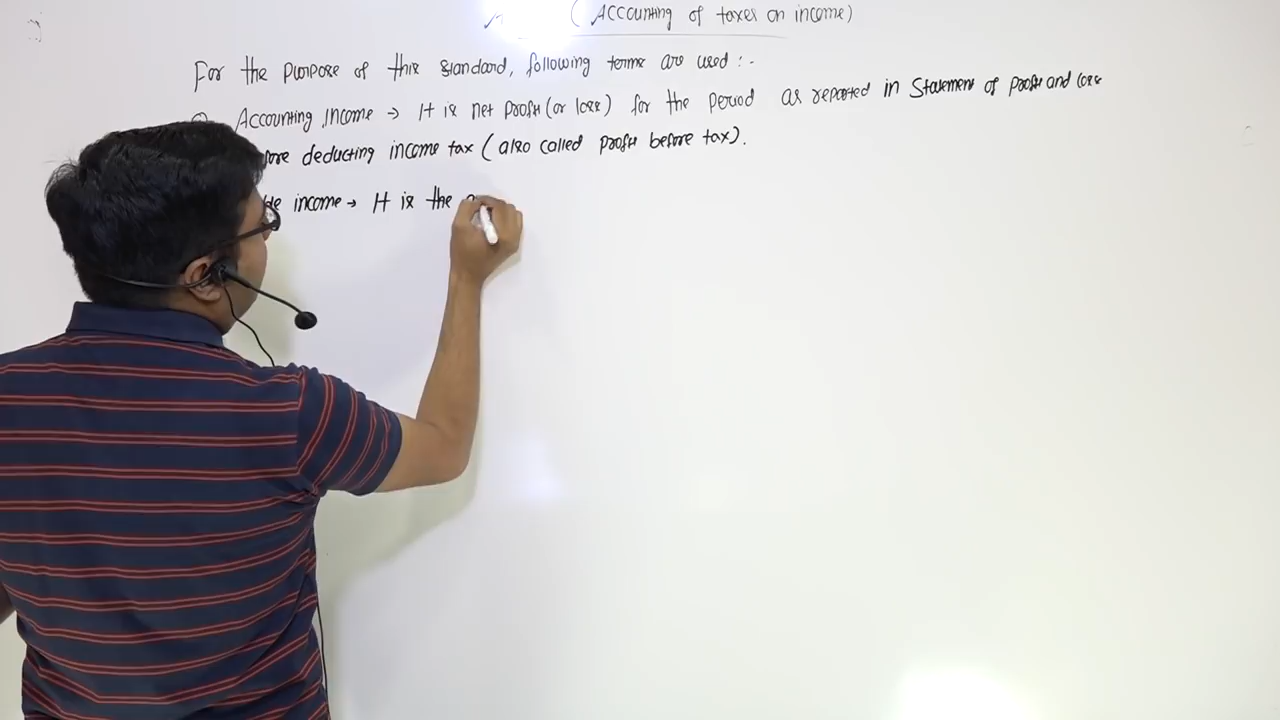 (Accounting of taxes on income)
For the purpose of this standard, following terms are used :-
Accounting Income → It is net profit (or loss) for the period as reported in Statement of profit and loss
deducting income tax (also called profit before tax).
income → It is the